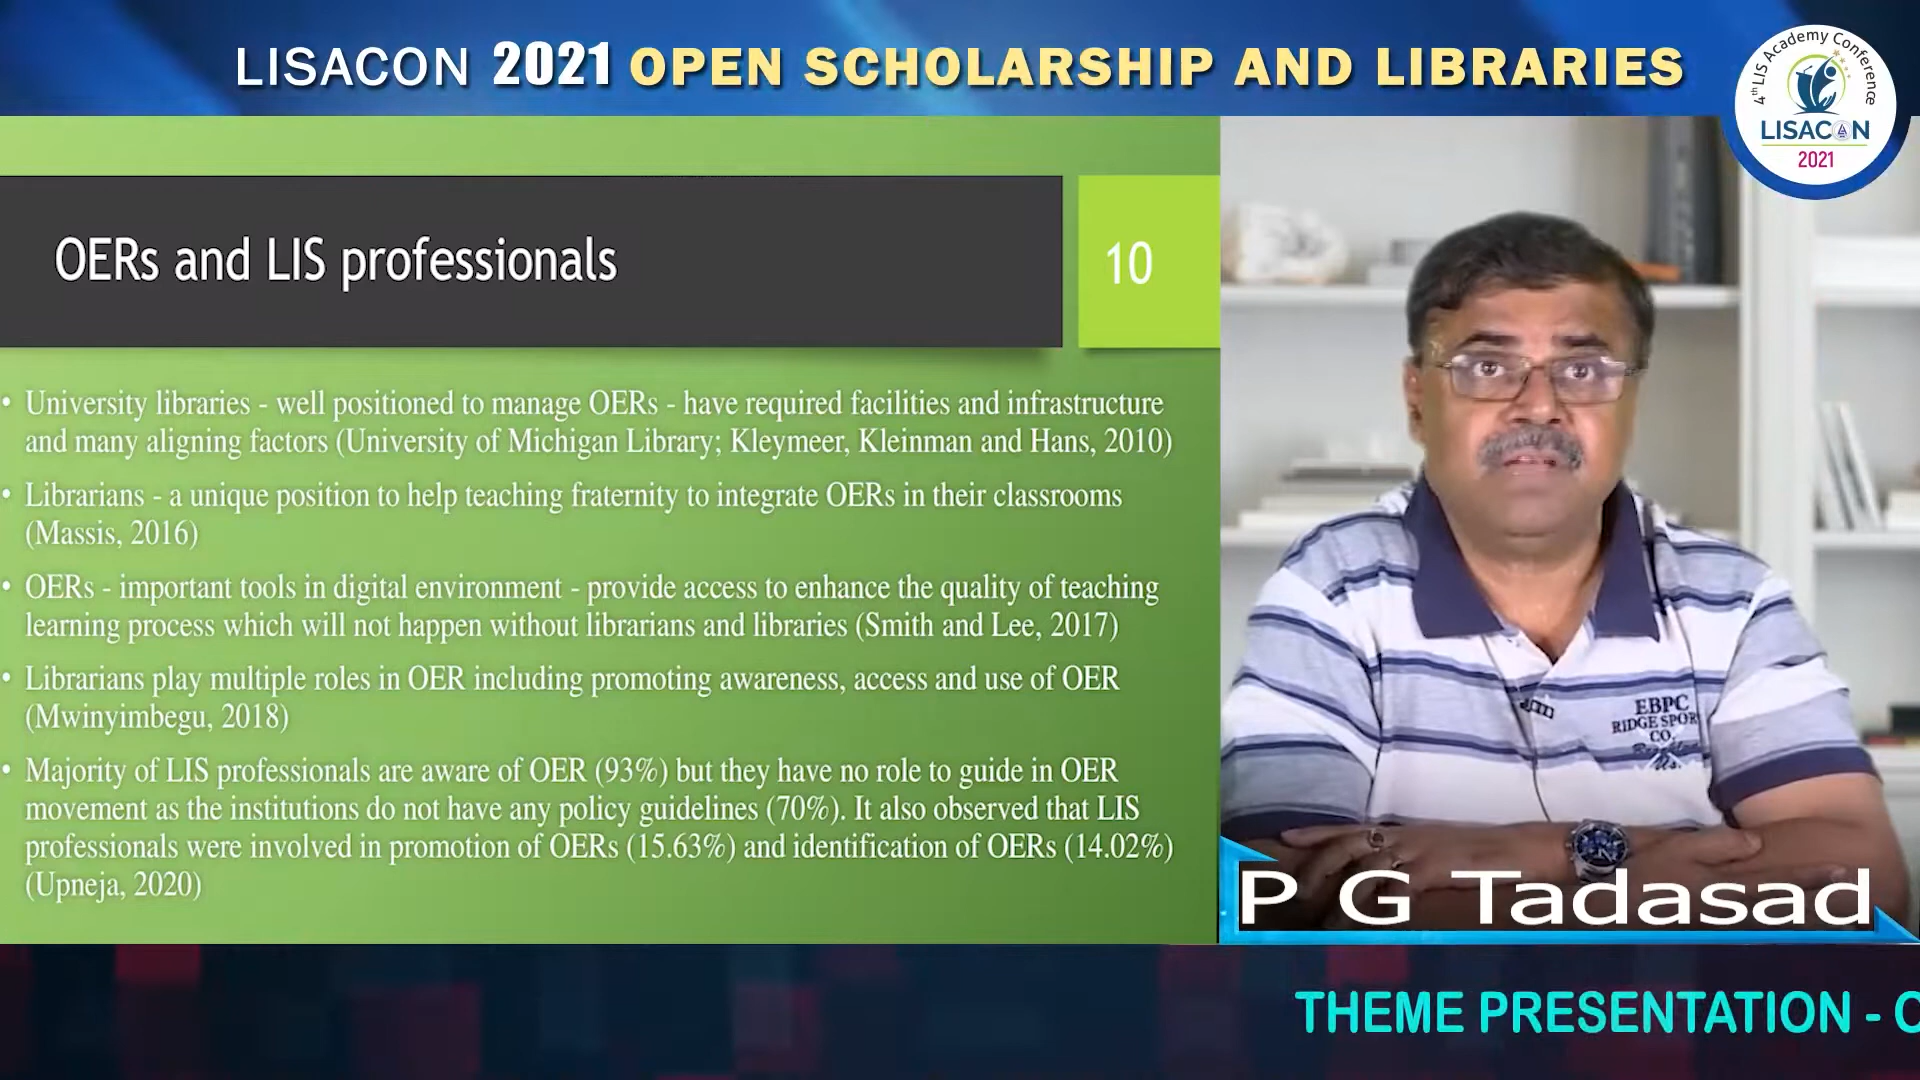 LISACON 2021 OPEN SCHOLARSHIP AND LIBRARIES
4th LIS Academy Conference
LISACON
2021
OERs and LIS professionals
10
• University libraries - well positioned to manage OERs - have required facilities and infrastructure
and many aligning factors (University of Michigan Library; Kleymeer, Kleinman and Hans, 2010)
• Librarians - a unique position to help teaching fraternity to integrate OERs in their classrooms
(Massis, 2016)
• OERs - important tools in digital environment - provide access to enhance the quality of teaching
learning process which will not happen without librarians and libraries (Smith and Lee, 2017)
• Librarians play multiple roles in OER including promoting awareness, access and use of OER
(Mwinyimbegu, 2018)
• Majority of LIS professionals are aware of OER (93%) but they have no role to guide in OER
movement as the institutions do not have any policy guidelines (70%). It also observed that LIS
professionals were involved in promotion of OERs (15.63%) and identification of OERs (14.02%)
(Upneja, 2020)
EBPC
RIDGE SPOR
CO.
P G Tadasad
THEME PRESENTATION - C